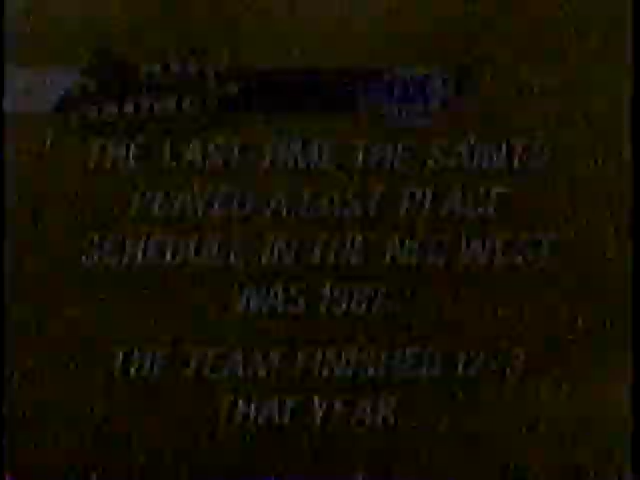 THE LAST TIME THE SAINTS
PLAYED A LAST PLACE
SCHEDULE IN THE NFC WEST
WAS 1987.
THE TEAM FINISHED 12-3
THAT YEAR